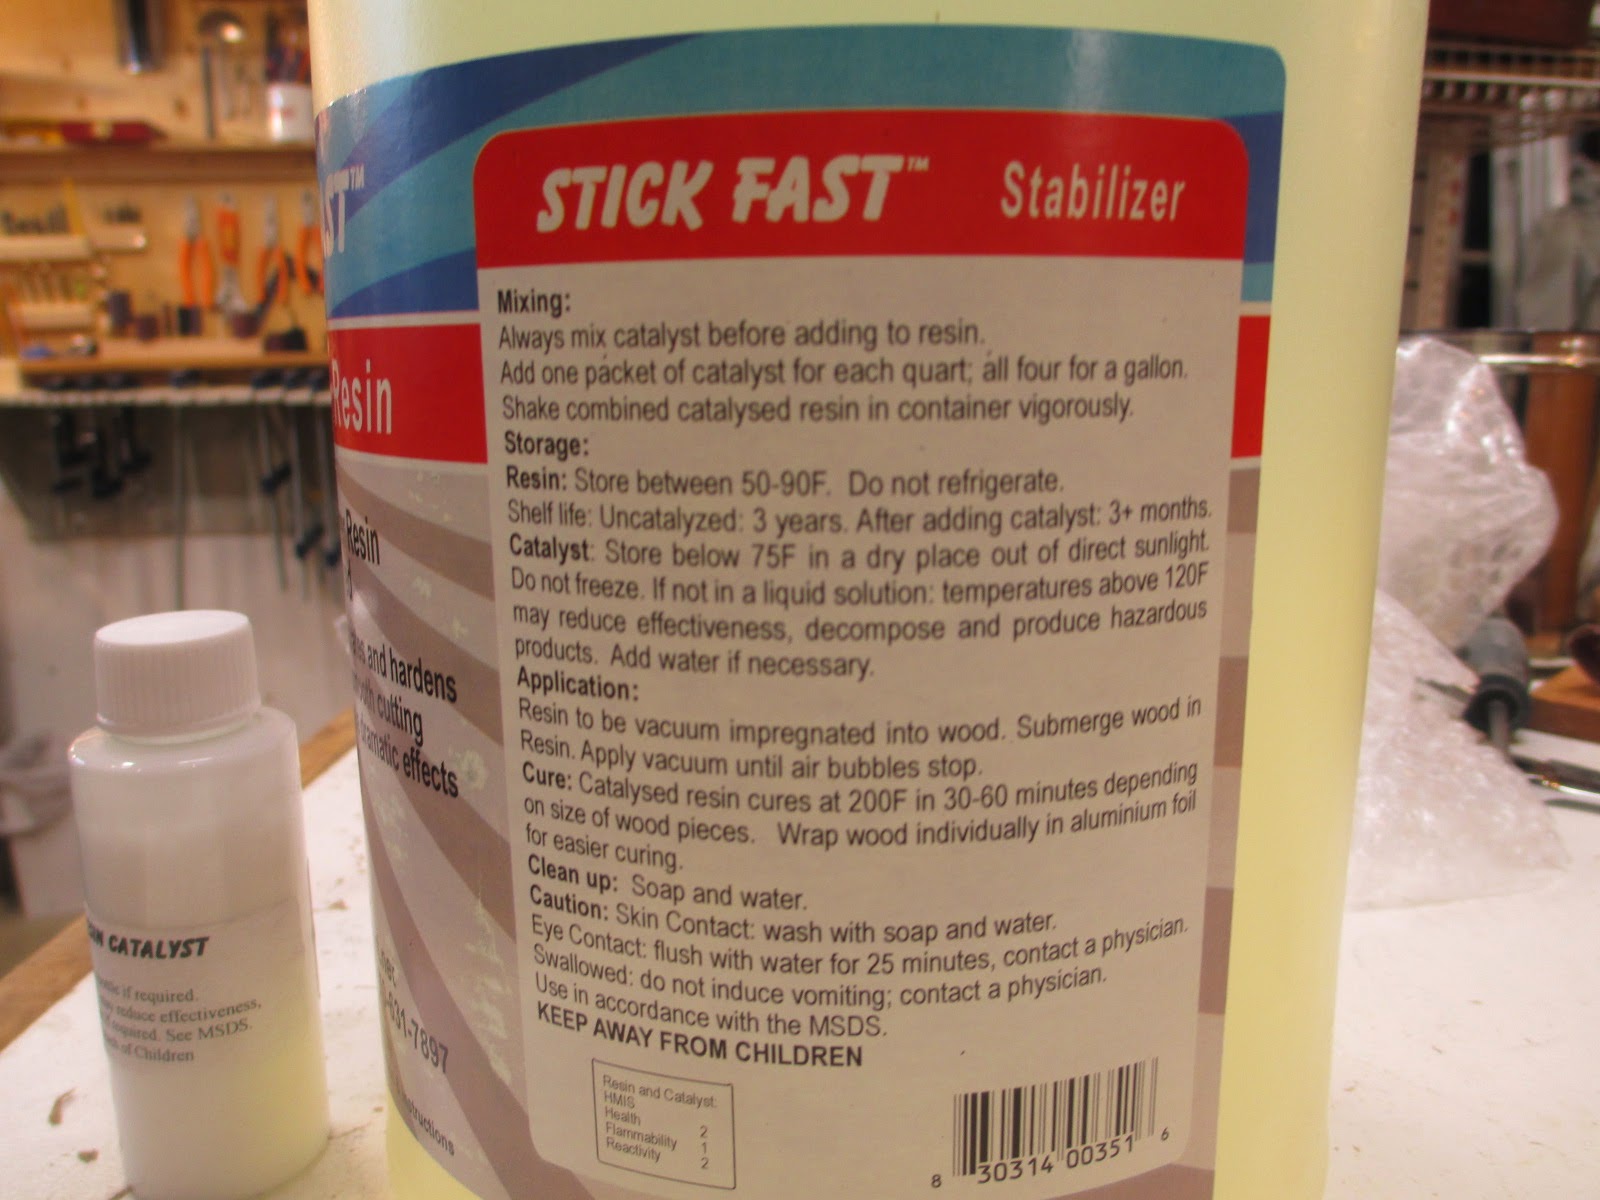 STICK FAST™ Stabilizer
Mixing:
Always mix catalyst before adding to resin.
Add one packet of catalyst for each quart; all four for a gallon.
Shake combined catalysed resin in container vigorously.
Storage:
Resin: Store between 50-90F. Do not refrigerate.
Shelf life: Uncatalyzed: 3 years. After adding catalyst: 3+ months.
Catalyst: Store below 75F in a dry place out of direct sunlight.
Do not freeze. If not in a liquid solution: temperatures above 120F
may reduce effectiveness, decompose and produce hazardous
products. Add water if necessary.
Application:
Resin to be vacuum impregnated into wood. Submerge wood in
Resin. Apply vacuum until air bubbles stop.
Cure: Catalysed resin cures at 200F in 30-60 minutes depending
on size of wood pieces. Wrap wood individually in aluminium foil
for easier curing.
Clean up: Soap and water.
Caution: Skin Contact: wash with soap and water.
Eye Contact: flush with water for 25 minutes, contact a physician.
Swallowed: do not induce vomiting; contact a physician.
Use in accordance with the MSDS.
KEEP AWAY FROM CHILDREN
Resin and Catalyst:
HMIS
Health 2
Flammability 1
Reactivity 2
8 30314 00351 6
Resin
Resin
and hardens
cutting
effects
7897
CATALYST
if required.
reduce effectiveness,
required. See MSDS.
of Children